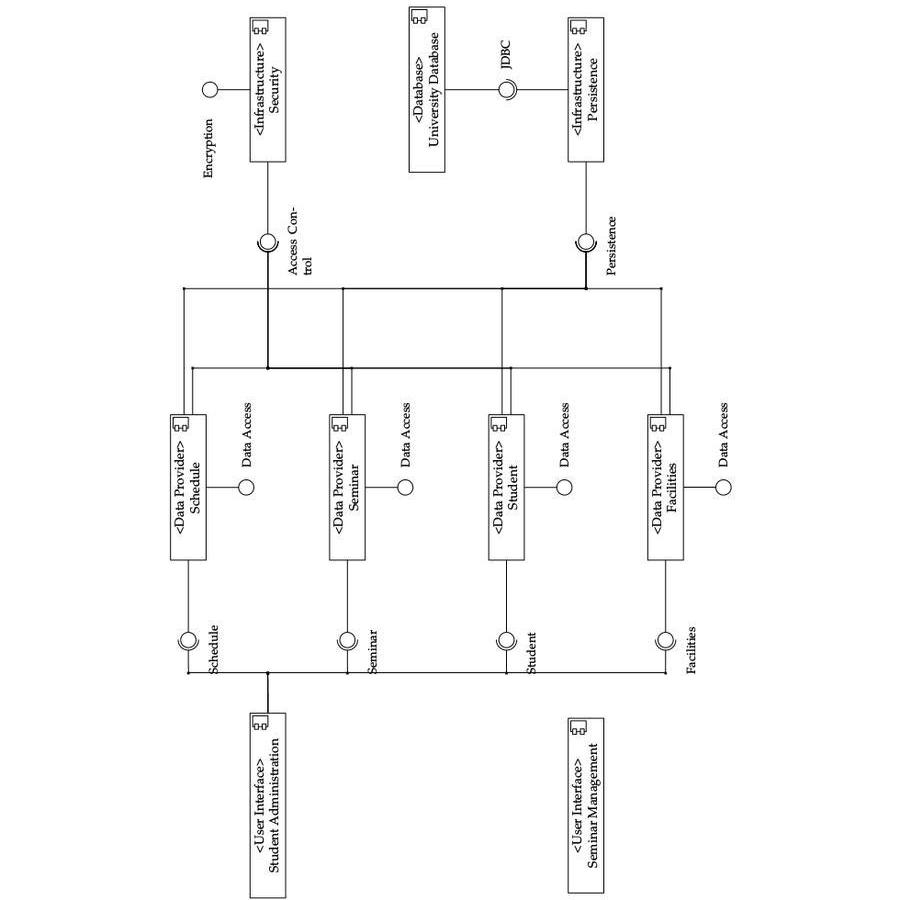 <Data Provider>
Schedule
Encryption
Schedule
Data Access
<User Interface>
Student Administration
<Infrastructure>
Security
Access Con-
trol
<Data Provider>
Seminar
Seminar
Data Access
<Database>
University Database
<Data Provider>
Student
JDBC
Student
Data Access
<User Interface>
Seminar Management
<Infrastructure>
Persistence
Persistence
<Data Provider>
Facilities
Facilities
Data Access